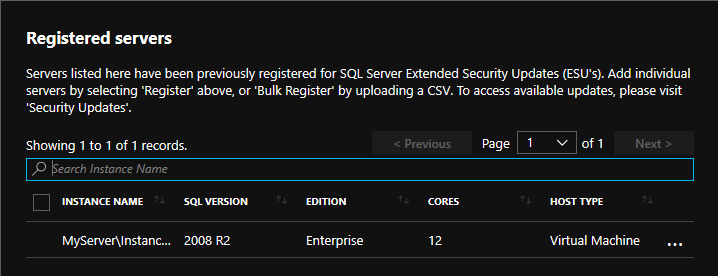 Registered servers
Servers listed here have been previously registered for SQL Server Extended Security Updates (ESU's). Add individual
servers by selecting 'Register' above, or 'Bulk Register' by uploading a CSV. To access available updates, please visit
'Security Updates'.
Showing 1 to 1 of 1 records. < Previous Page 1 of 1 Next >
Search Instance Name
INSTANCE NAME SQL VERSION EDITION CORES HOST TYPE
MyServer\Instanc... 2008 R2 Enterprise 12 Virtual Machine ...